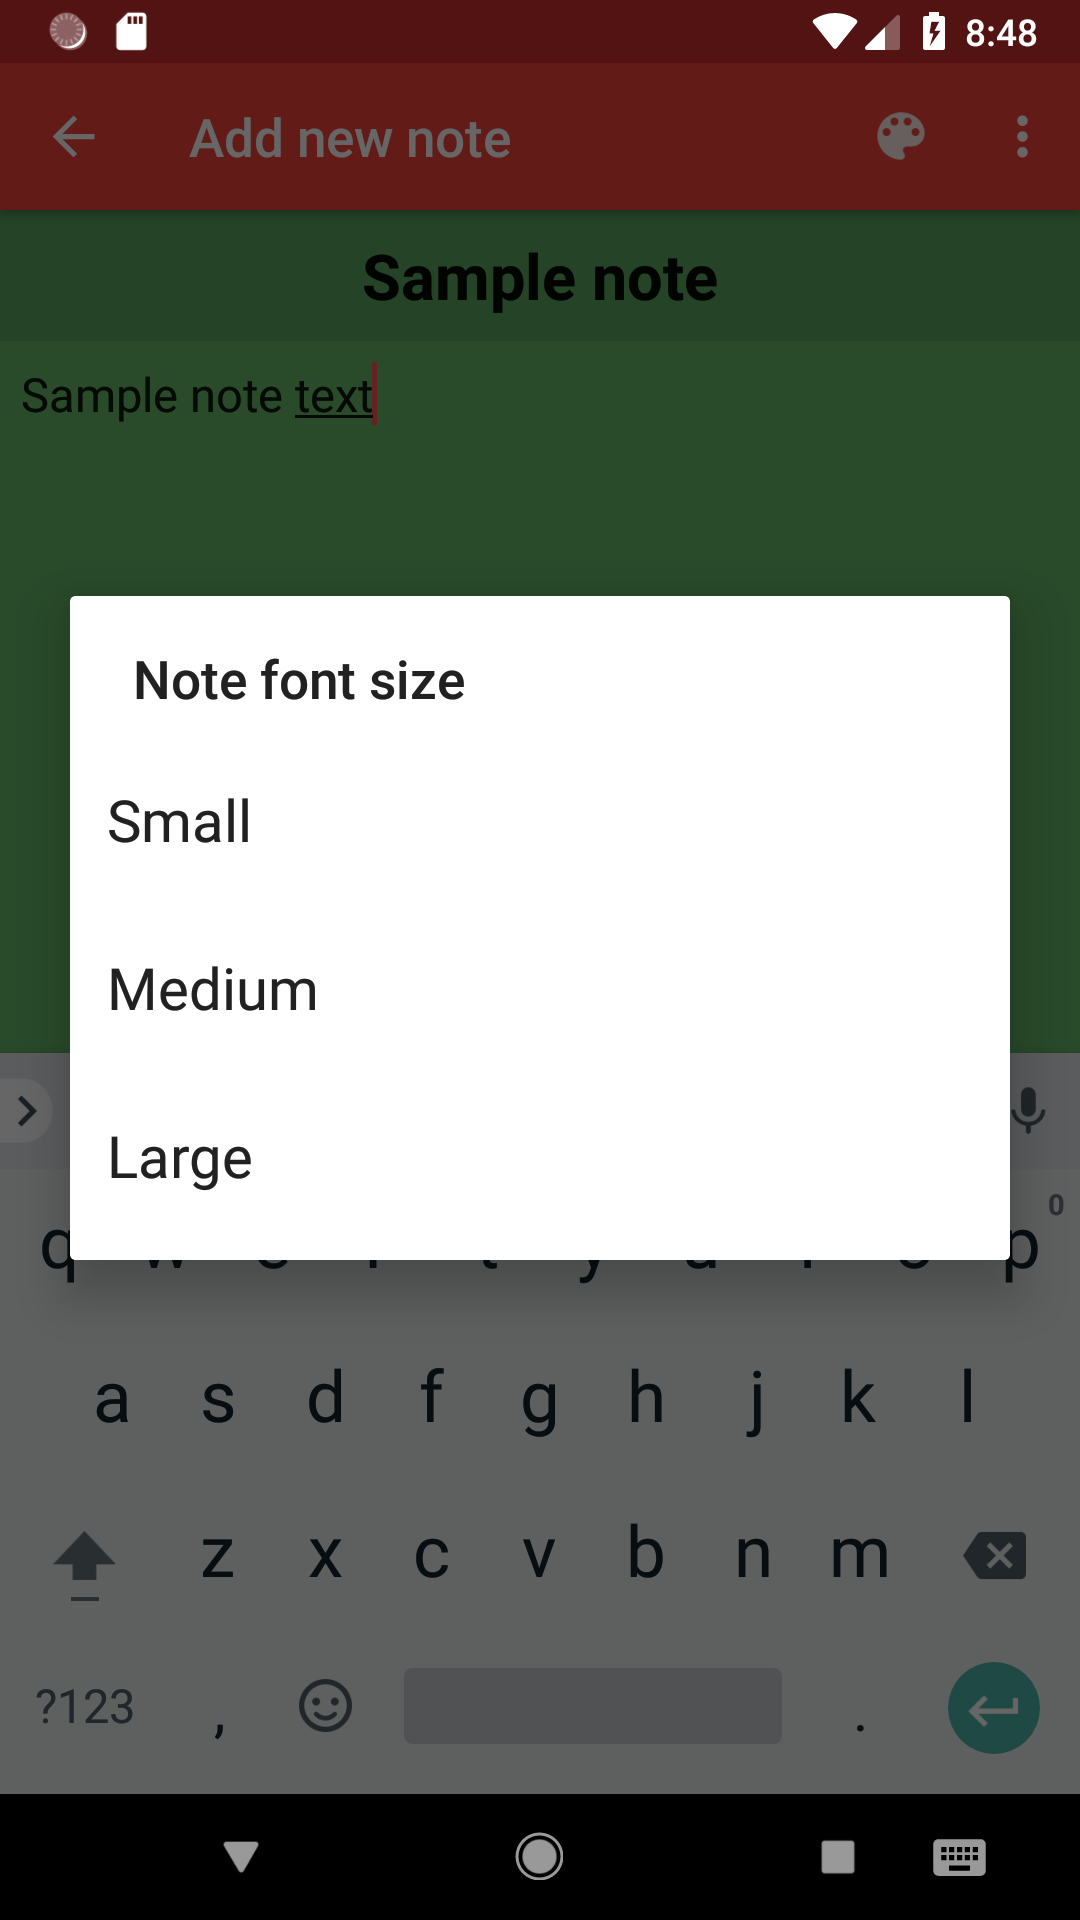 8:48
Add new note
Sample note
Sample note text
Note font size
Small
Medium
Large
0
q p
a s d f g h j k l
z x c v b n m
?123 , .